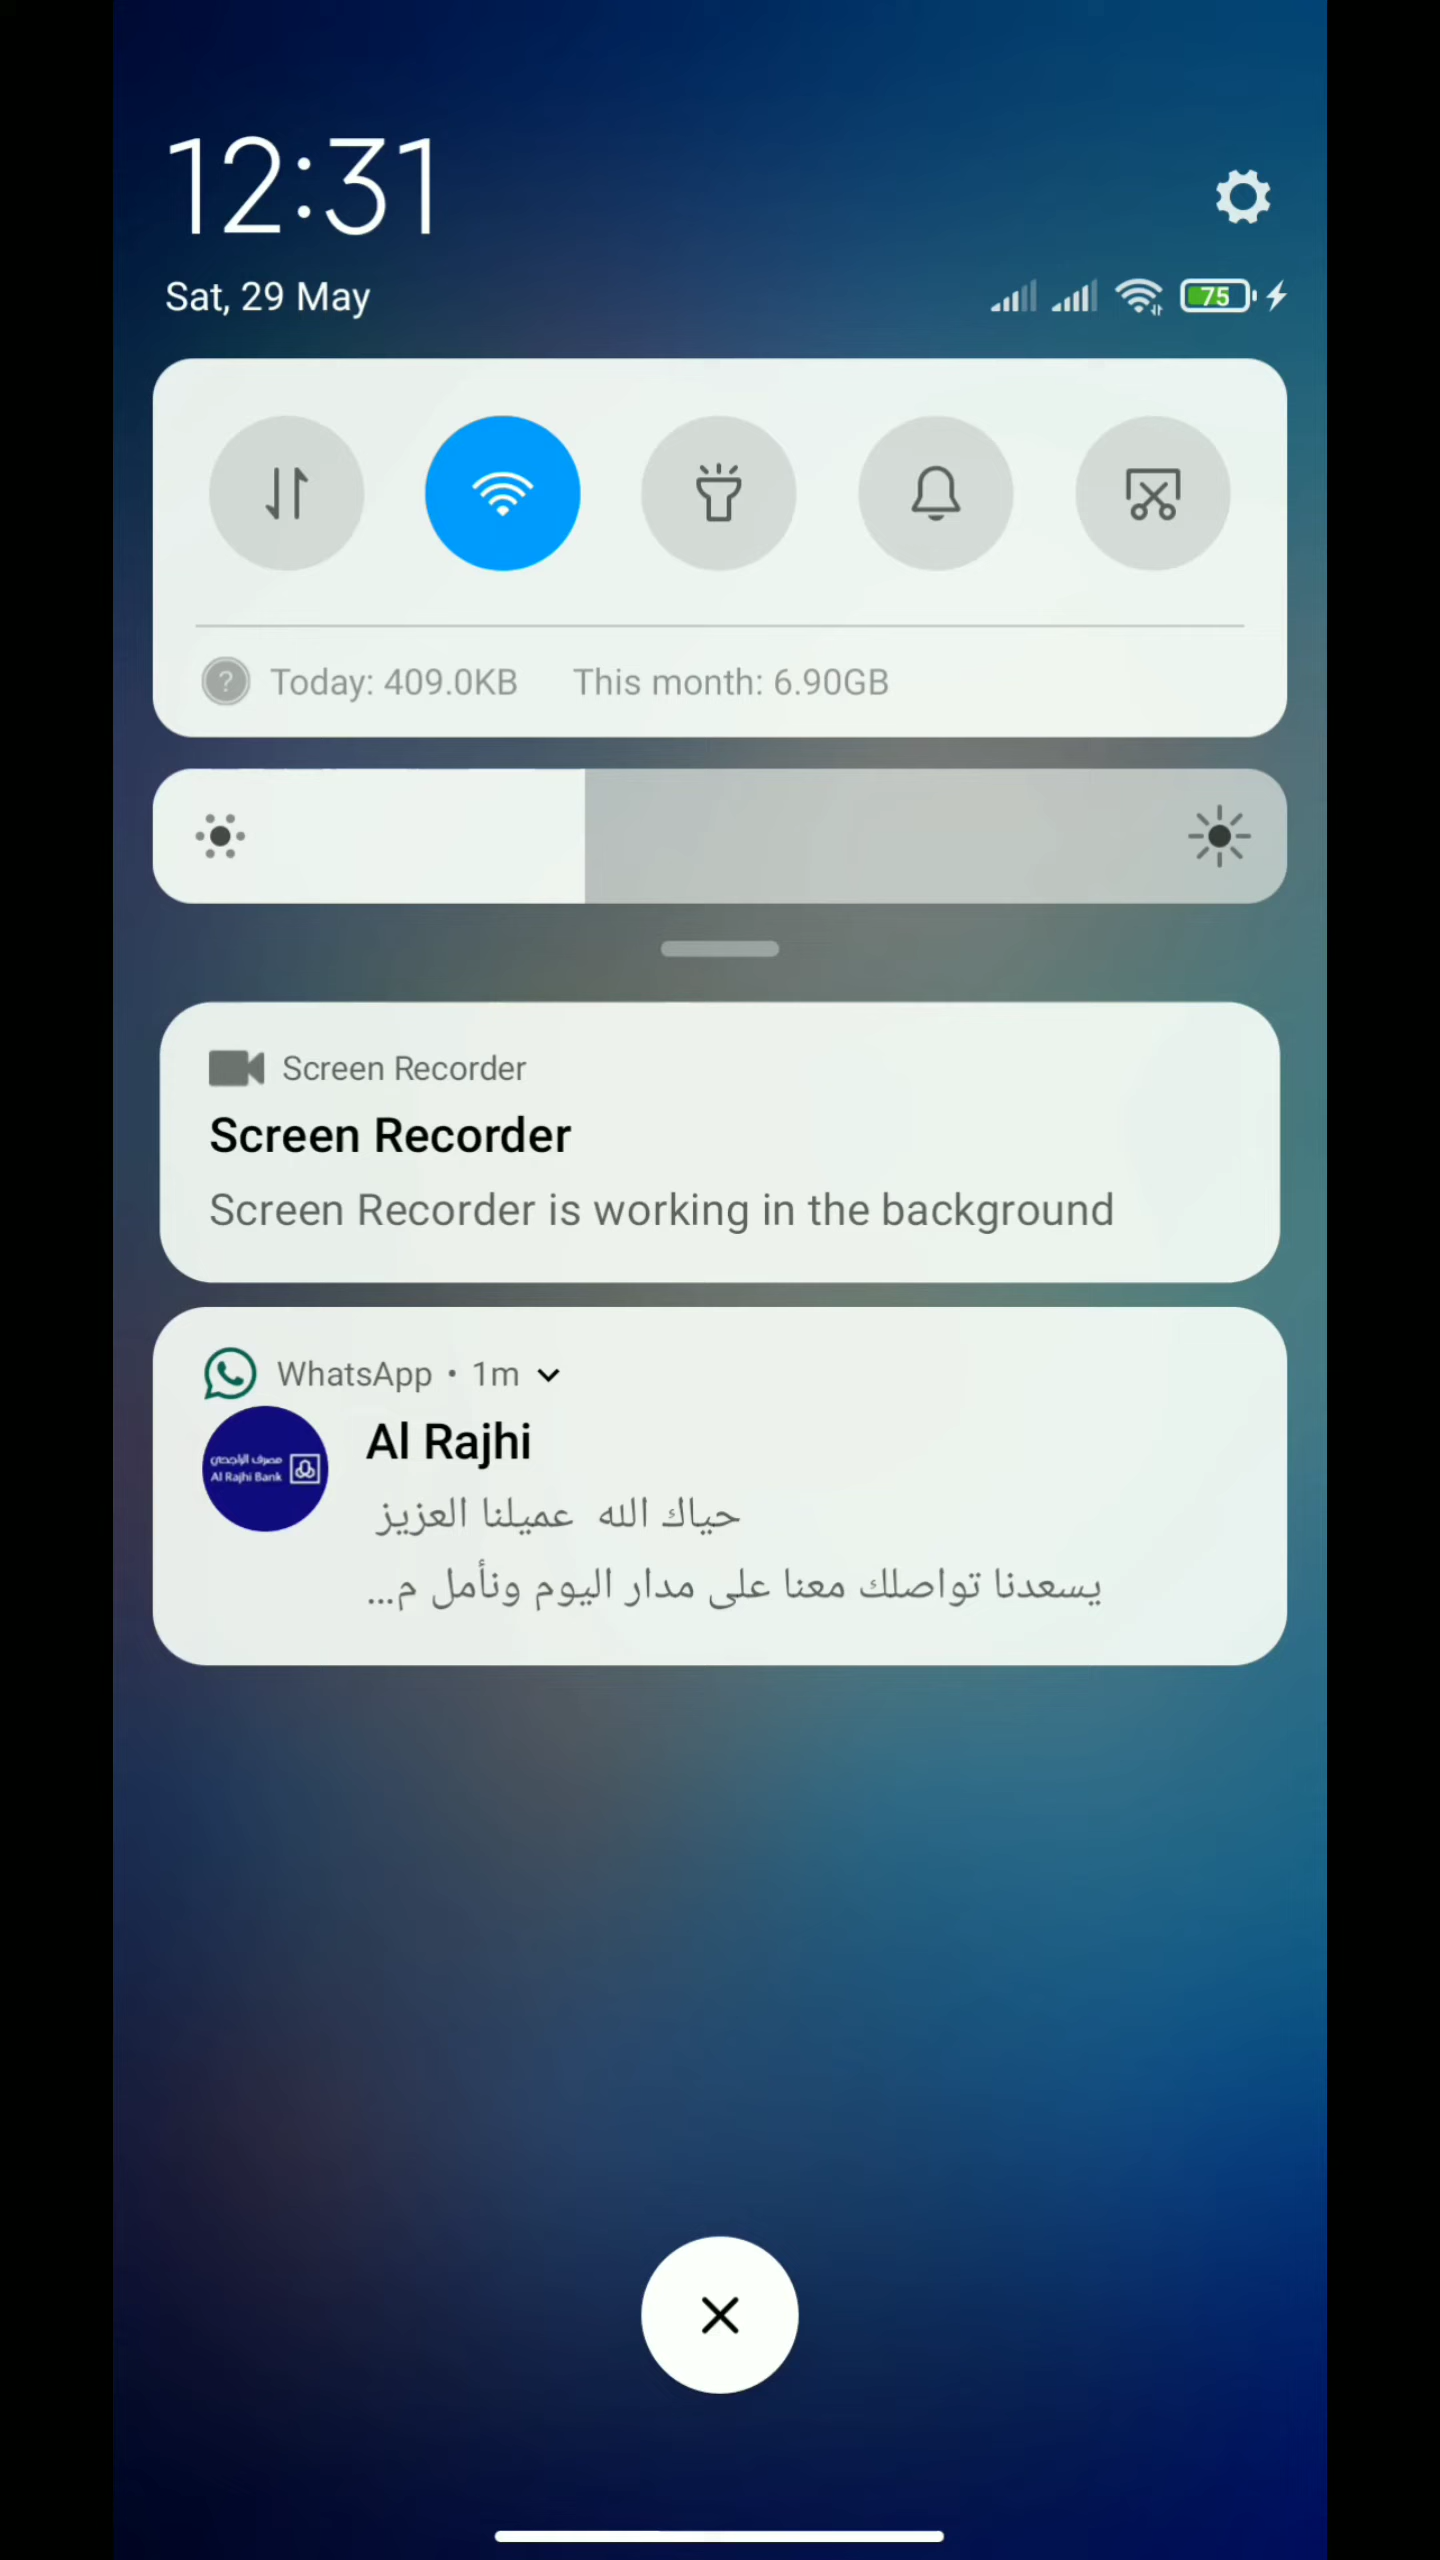 12:31
Sat, 29 May
75
Today: 409.0KB This month: 6.90GB
Screen Recorder
Screen Recorder
Screen Recorder is working in the background
WhatsApp • 1m
مصرف الراجحي
Al Rajhi Bank
Al Rajhi
حياك الله عميلنا العزيز
يسعدنا تواصلك معنا على مدار اليوم ونأمل م...